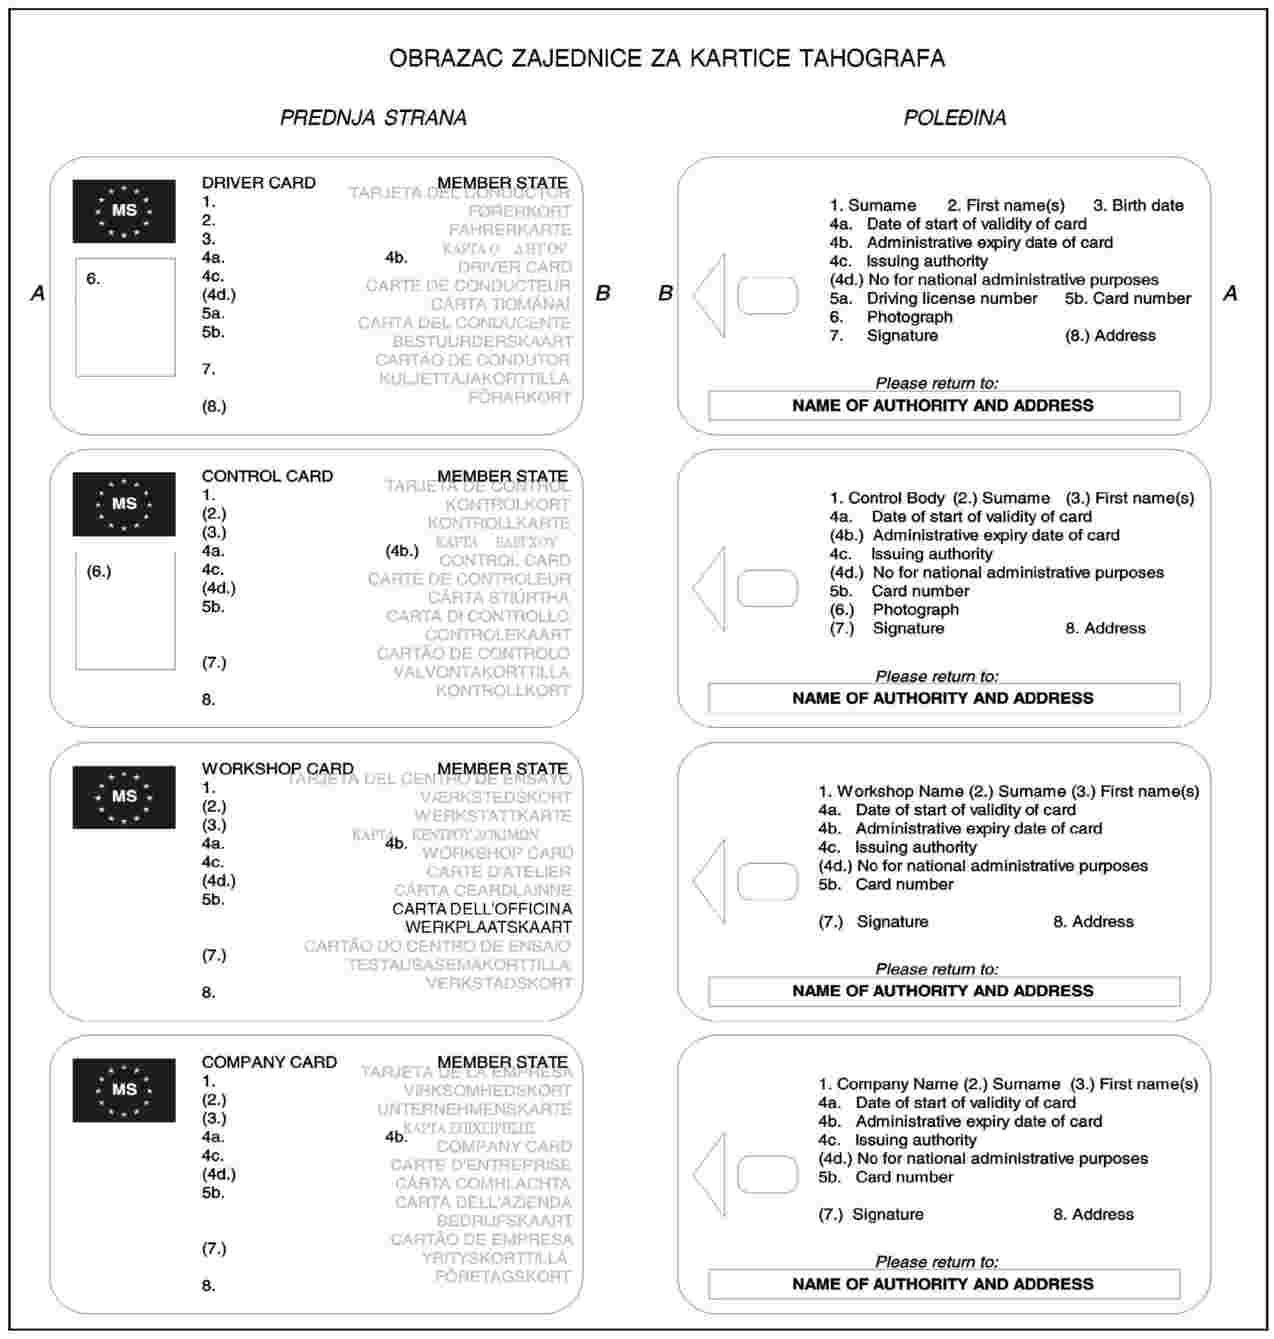 OBRAZAC ZAJEDNICE ZA KARTICE TAHOGRAFA
PREDNJA STRANA
POLEĐINA
A
B
B
A
MS
DRIVER CARD MEMBER STATE
1. TARJETA DEL CONDUCTOR
2. FØRERKORT
3. FAHRERKARTE
4a. 4b. ΚΑΡΤΑ
DRIVER CARD
4c. CARTE DE CONDUCTEUR
(4d.) CÁRTA TIOMÁNAÍ
5a. CARTA DEL CONDUCENTE
5b. BESTUURDERSKAART
CARTÃO DE CONDUTOR
7. KULJETTAJAKORTTILLA
FÖRARKORT
(8.)
6.
1. Surname 2. First name(s) 3. Birth date
4a. Date of start of validity of card
4b. Administrative expiry date of card
4c. Issuing authority
(4d.) No for national administrative purposes
5a. Driving license number 5b. Card number
6. Photograph
7. Signature (8.) Address
Please return to:
NAME OF AUTHORITY AND ADDRESS
MS
CONTROL CARD MEMBER STATE
1. TARJETA DE CONTROL
(2.) KONTROLKORT
(3.) KONTROLLKARTE
4a. (4b.) ΚΑΡΤΑ
4c. CONTROL CARD
(4d.) CARTE DE CONTROLEUR
5b. CÁRTA STIÚRTHA
CARTA DI CONTROLLO
CONTROLEKAART
(7.) CARTÃO DE CONTROLO
VALVONTAKORTTILLA
8. KONTROLLKORT
(6.)
1. Control Body (2.) Surname (3.) First name(s)
4a. Date of start of validity of card
(4b.) Administrative expiry date of card
4c. Issuing authority
(4d.) No for national administrative purposes
5b. Card number
(6.) Photograph
(7.) Signature 8. Address
Please return to:
NAME OF AUTHORITY AND ADDRESS
MS
WORKSHOP CARD MEMBER STATE
1. TARJETA DEL CENTRO DE ENSAYO
(2.) VÆRKSTEDSKORT
(3.) WERKSTATTKARTE
4a. 4b. ΚΑΡΤΑ ΚΕΝΤΡΟΥ ΔΟΚΙΜΩΝ
4c. WORKSHOP CARD
(4d.) CARTE D'ATELIER
5b. CÁRTA CEARDLAINNE
CARTA DELL'OFFICINA
WERKPLAATSKAART
(7.) CARTÃO DO CENTRO DE ENSAIO
TESTAUSASEMAKORTTILLA
8. VERKSTADSKORT
1. Workshop Name (2.) Surname (3.) First name(s)
4a. Date of start of validity of card
4b. Administrative expiry date of card
4c. Issuing authority
(4d.) No for national administrative purposes
5b. Card number
(7.) Signature 8. Address
Please return to:
NAME OF AUTHORITY AND ADDRESS
MS
COMPANY CARD MEMBER STATE
1. TARJETA DE LA EMPRESA
(2.) VIRKSOMHEDSKORT
(3.) UNTERNEHMENSKARTE
4a. 4b. ΚΑΡΤΑ ΕΠΙΧΕΙΡΗΣΗΣ
4c. COMPANY CARD
(4d.) CARTE D'ENTREPRISE
5b. CÁRTA COMHLACHTA
CARTA DELL'AZIENDA
BEDRIJFSKAART
(7.) CARTÃO DE EMPRESA
YRITYSKORTTILLÁ
8. FÖRETAGSKORT
1. Company Name (2.) Surname (3.) First name(s)
4a. Date of start of validity of card
4b. Administrative expiry date of card
4c. Issuing authority
(4d.) No for national administrative purposes
5b. Card number
(7.) Signature 8. Address
Please return to:
NAME OF AUTHORITY AND ADDRESS